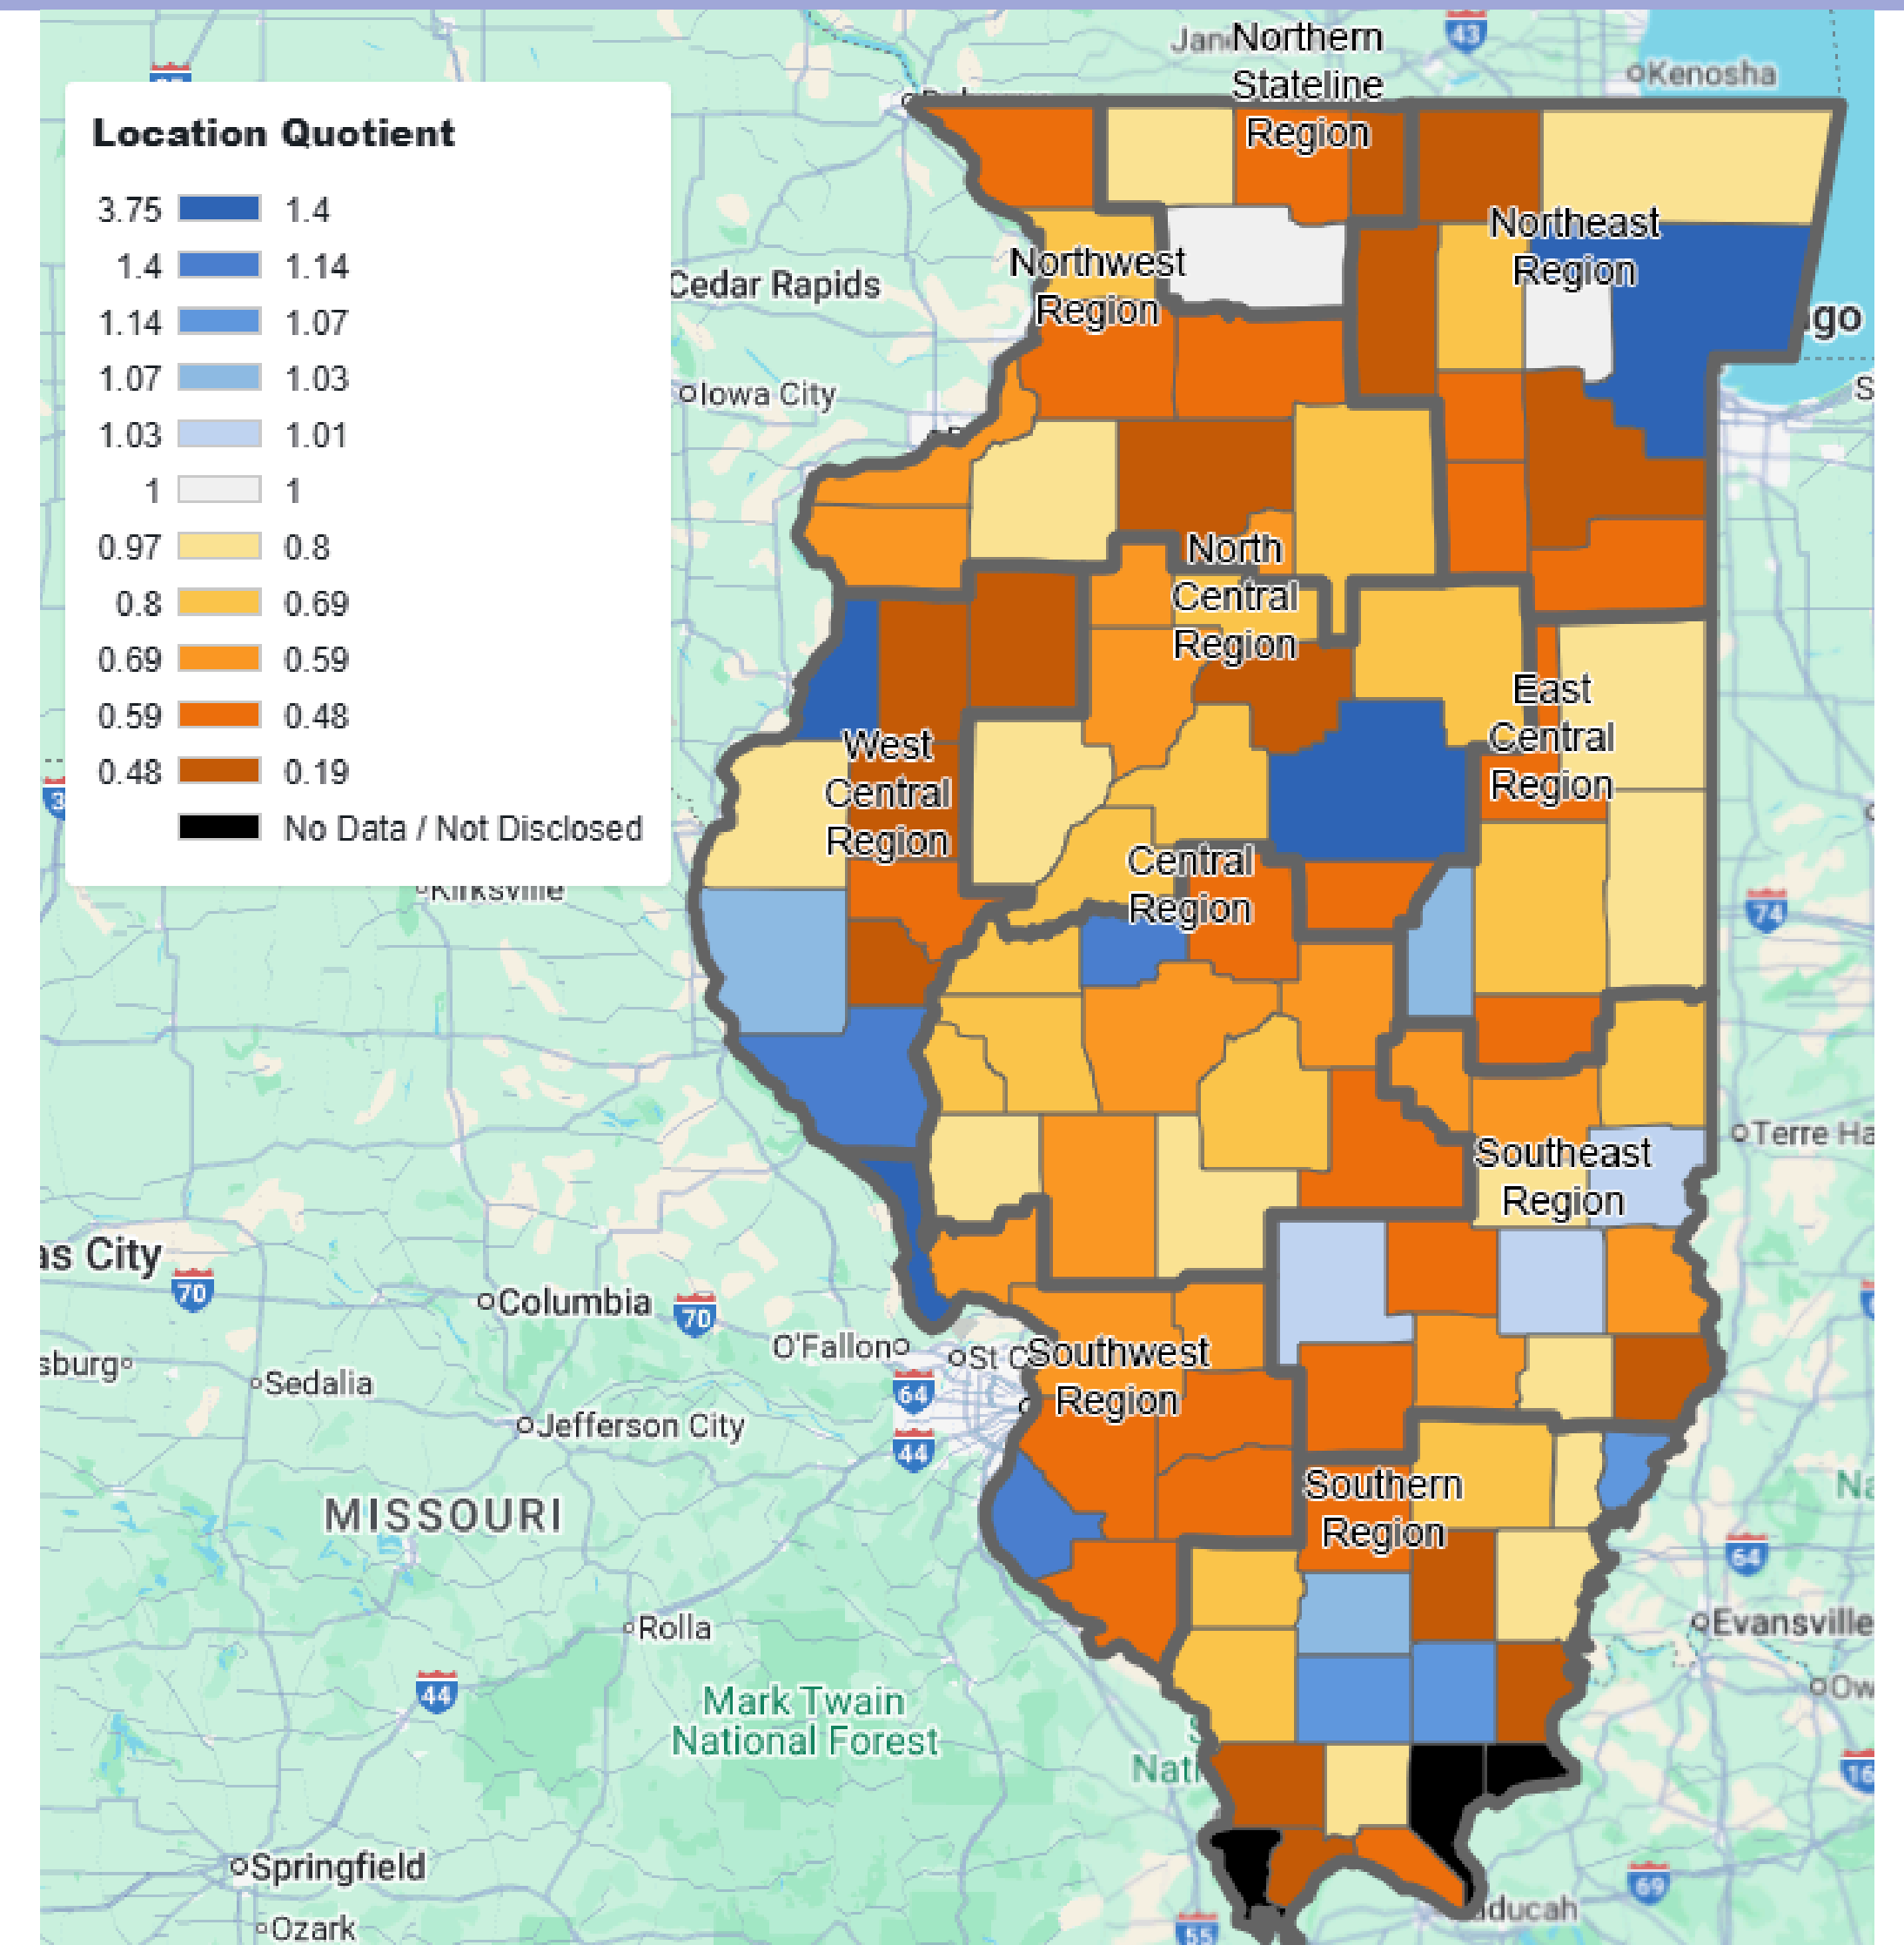 Location Quotient
3.75 1.4
1.4 1.14
1.14 1.07
1.07 1.03
1.03 1.01
1 1
0.97 0.8
0.8 0.69
0.69 0.59
0.59 0.48
0.48 0.19
No Data / Not Disclosed
Northern
Stateline
Region
43
Kenosha
Northeast
Region
Northwest
Region
Cedar Rapids
Iowa City
North
Central
Region
East
Central
Region
West
Central
Region
Kirksville
Central
Region
74
Southeast
Region
70
Columbia
70
O'Fallon
Southwest
Region
Sedalia
64
Jefferson City
44
MISSOURI
Southern
Region
64
Rolla
Evansville
44
Mark Twain
National Forest
Springfield
69
Ozark
55